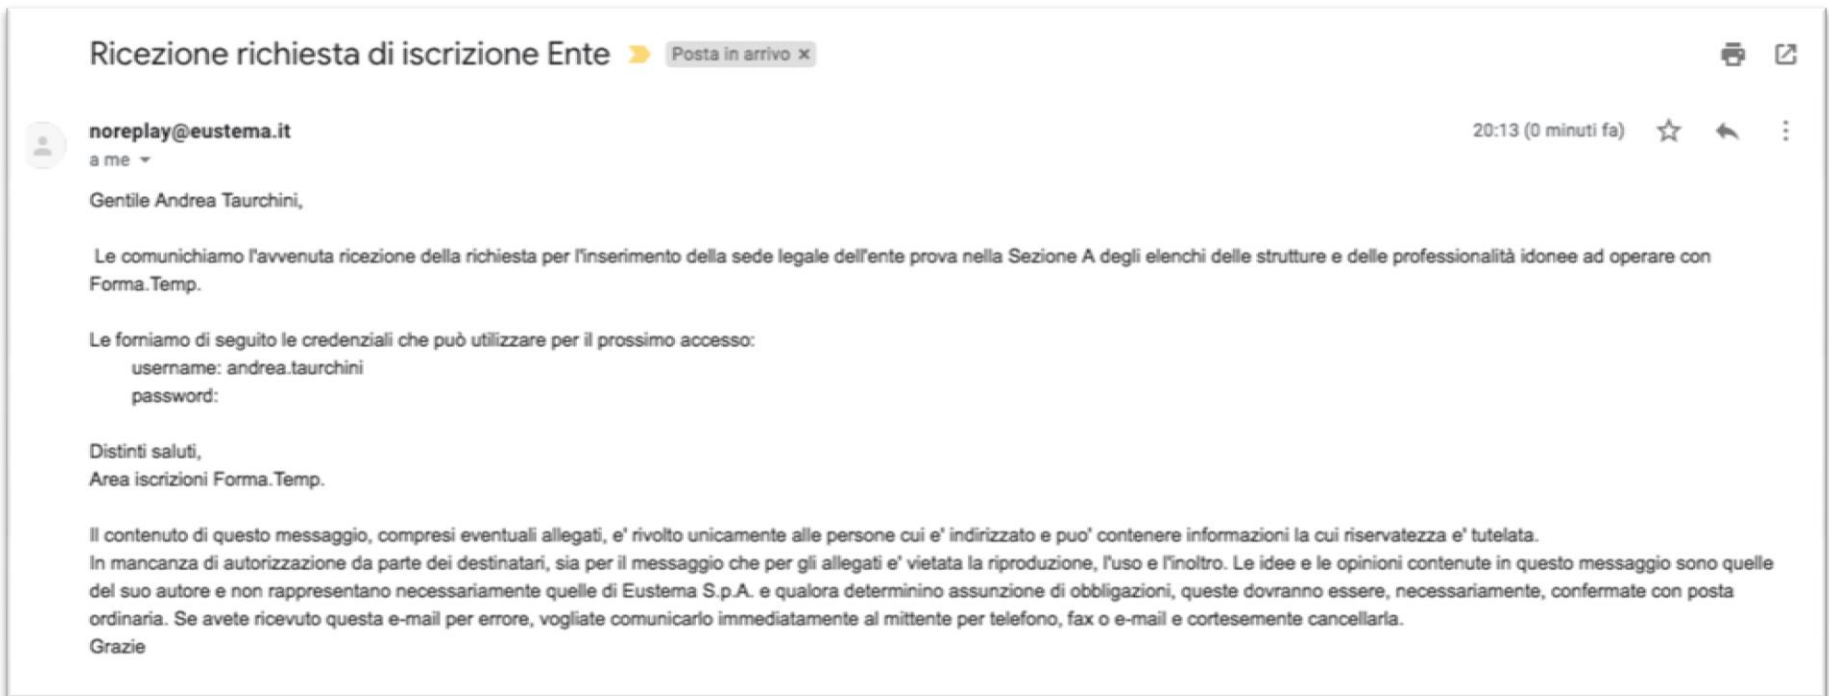 Ricezione richiesta di iscrizione Ente Posta in arrivo x
noreplay@eustema.it 20:13 (0 minuti fa)
a me
Gentile Andrea Taurchini,
Le comunichiamo l'avvenuta ricezione della richiesta per l'inserimento della sede legale dell'ente prova nella Sezione A degli elenchi delle strutture e delle professionalità idonee ad operare con
Forma.Temp.
Le forniamo di seguito le credenziali che può utilizzare per il prossimo accesso:
username: andrea.taurchini
password:
Distinti saluti,
Area iscrizioni Forma.Temp.
Il contenuto di questo messaggio, compresi eventuali allegati, e' rivolto unicamente alle persone cui e' indirizzato e puo' contenere informazioni la cui riservatezza e' tutelata.
In mancanza di autorizzazione da parte dei destinatari, sia per il messaggio che per gli allegati e' vietata la riproduzione, l'uso e l'inoltro. Le idee e le opinioni contenute in questo messaggio sono quelle
del suo autore e non rappresentano necessariamente quelle di Eustema S.p.A. e qualora determinino assunzione di obbligazioni, queste dovranno essere, necessariamente, confermate con posta
ordinaria. Se avete ricevuto questa e-mail per errore, vogliate comunicarlo immediatamente al mittente per telefono, fax o e-mail e cortesemente cancellarla.
Grazie